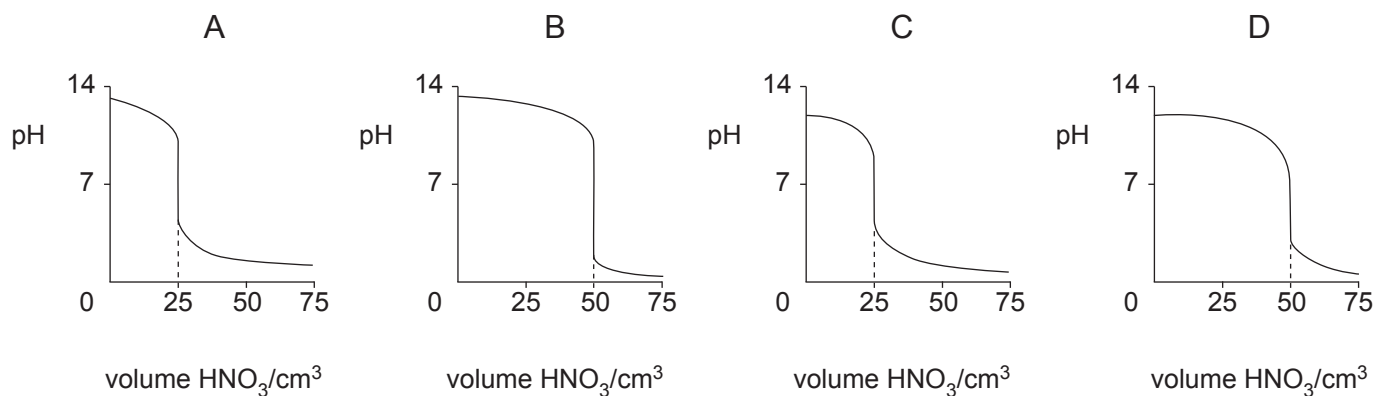 A B C D
14 14 14 14
pH pH pH pH
7 7 7 7
0 25 50 75 0 25 50 75 0 25 50 75 0 25 50 75
volume HNO₃/cm³ volume HNO₃/cm³ volume HNO₃/cm³ volume HNO₃/cm³